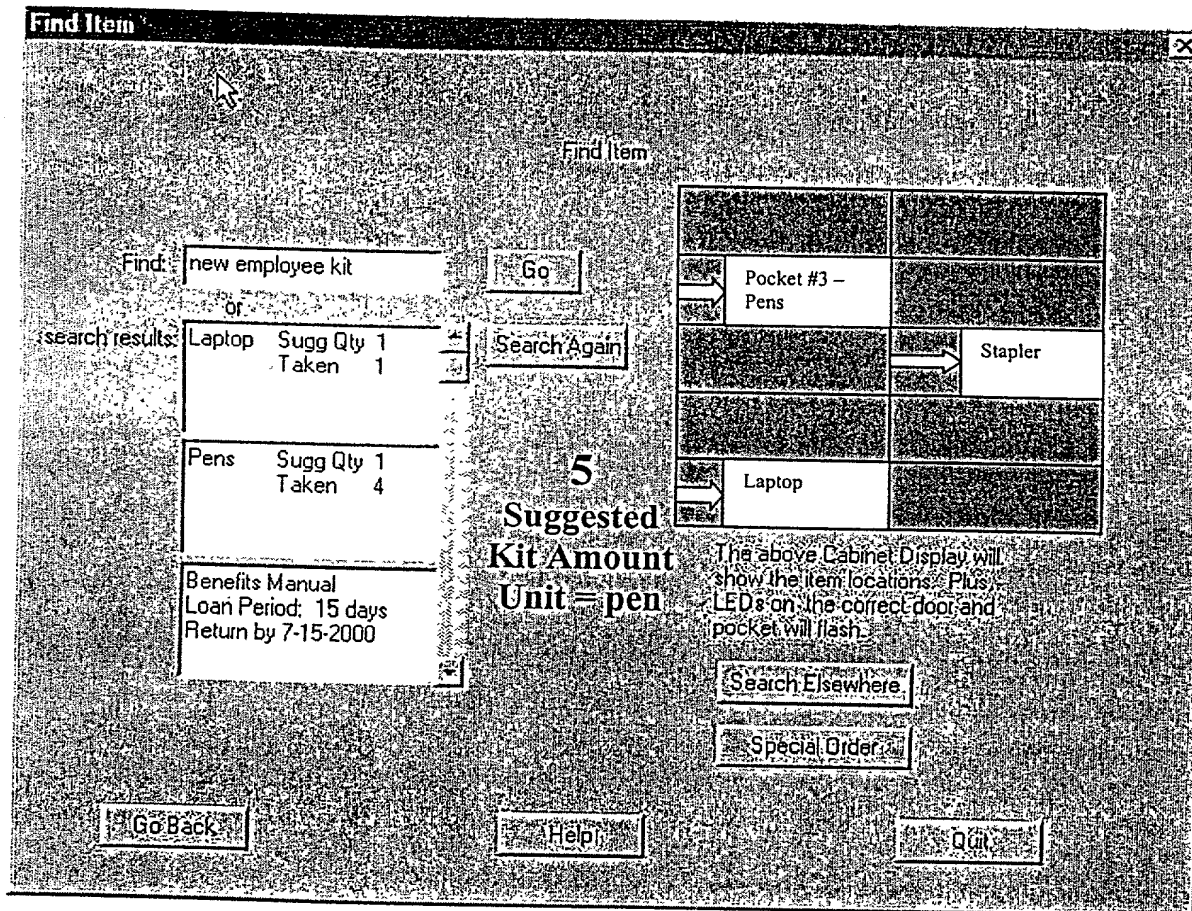 Find Item
Find Item
Find: new employee kit
Go
or
search results:
Laptop Sugg Qty 1
Taken 1
Search Again
Pens Sugg Qty 1
Taken 4
Benefits Manual
Loan Period: 15 days
Return by 7-15-2000
5
Suggested
Kit Amount
Unit = pen
Pocket #3 –
Pens
Stapler
Laptop
The above Cabinet Display will
show the item locations. Plus
LEDs on the correct door and
pocket will flash.
Search Elsewhere
Special Order
Go Back
Help!
Quit